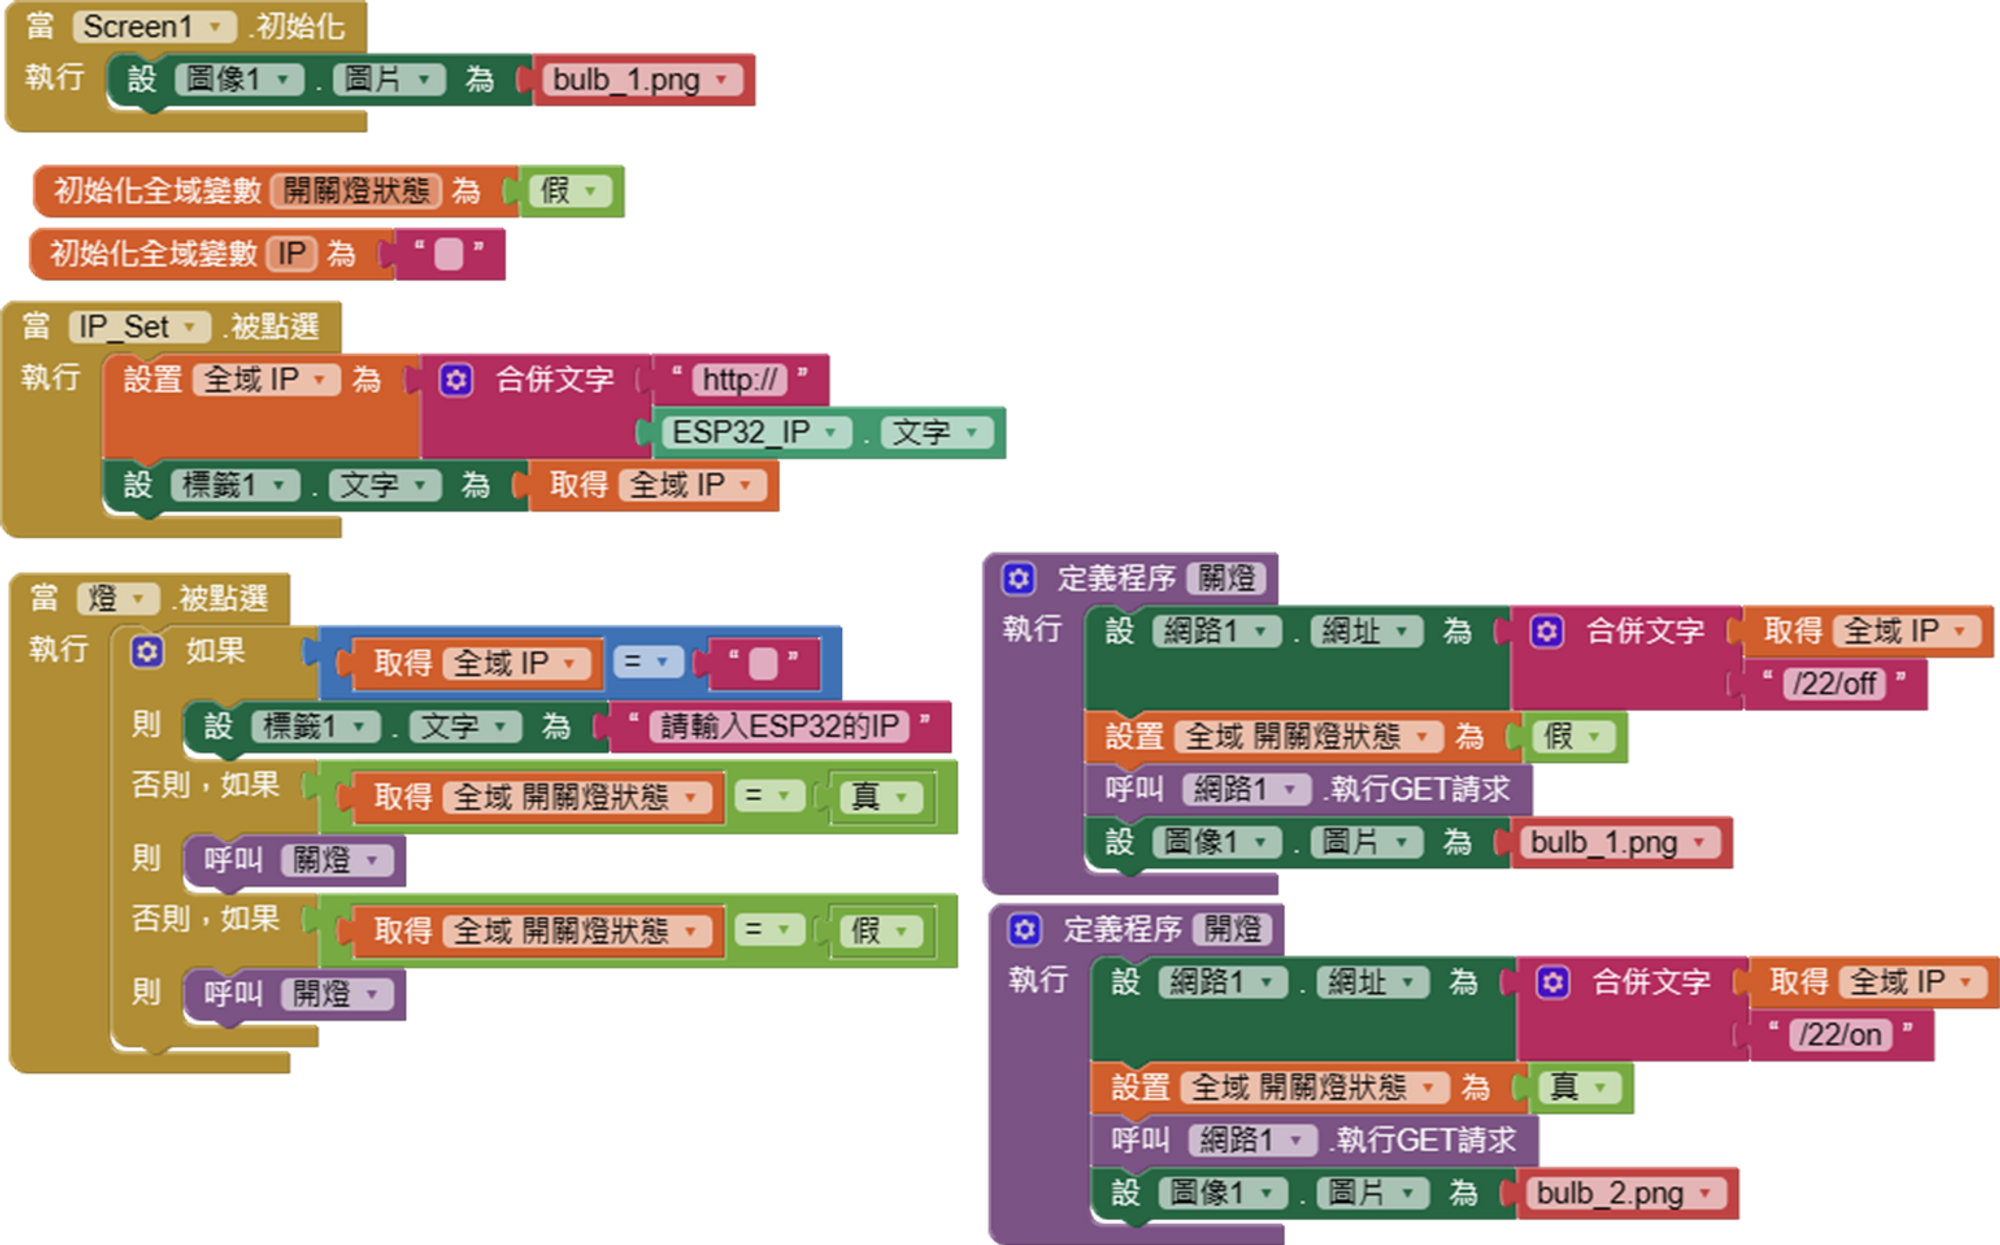 當 Screen1 .初始化
執行 設 圖像1 . 圖片 為 bulb_1.png
初始化全域變數 開關燈狀態 為 假
初始化全域變數 IP 為 “ ”
當 IP_Set .被點選
執行 設置 全域 IP 為 合併文字 “ http:// ”
ESP32_IP . 文字
設 標籤1 . 文字 為 取得 全域 IP
當 燈 .被點選
執行 如果 取得 全域 IP = “ ”
則 設 標籤1 . 文字 為 “ 請輸入ESP32的IP ”
否則，如果 取得 全域 開關燈狀態 = 真
則 呼叫 關燈
否則，如果 取得 全域 開關燈狀態 = 假
則 呼叫 開燈
定義程序 關燈
執行 設 網路1 . 網址 為 合併文字 取得 全域 IP
“ /22/off ”
設置 全域 開關燈狀態 為 假
呼叫 網路1 .執行GET請求
設 圖像1 . 圖片 為 bulb_1.png
定義程序 開燈
執行 設 網路1 . 網址 為 合併文字 取得 全域 IP
“ /22/on ”
設置 全域 開關燈狀態 為 真
呼叫 網路1 .執行GET請求
設 圖像1 . 圖片 為 bulb_2.png